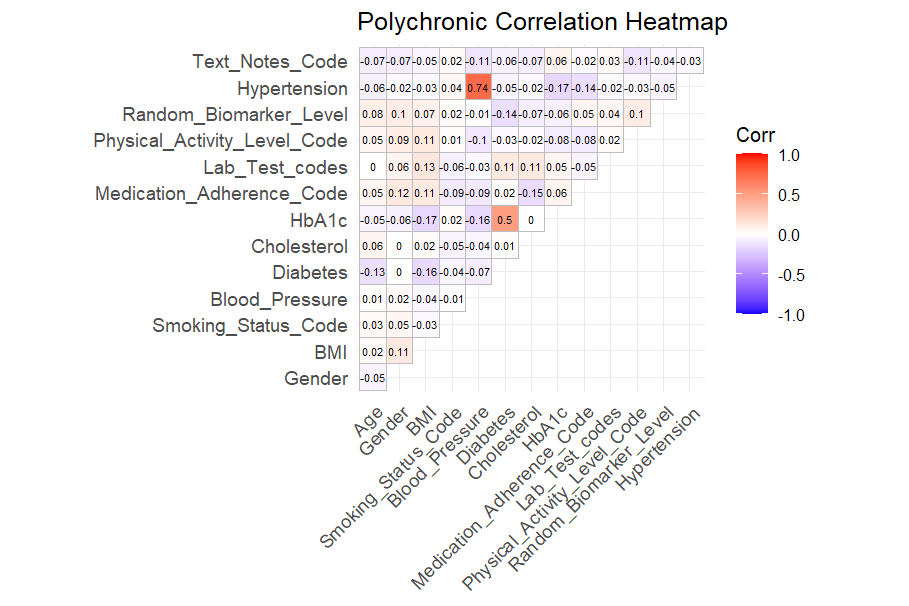 Polychronic Correlation Heatmap
Text_Notes_Code -0.07 -0.07 -0.05 0.02 -0.11 -0.06 -0.07 0.06 -0.02 0.03 -0.11 -0.04 -0.03
Hypertension -0.06 -0.02 -0.03 0.04 0.74 -0.05 -0.02 -0.17 -0.14 -0.02 -0.03 -0.05
Random_Biomarker_Level 0.08 0.1 0.07 0.02 -0.01 -0.14 -0.07 -0.06 0.05 0.04 0.1
Physical_Activity_Level_Code 0.05 0.09 0.11 0.01 -0.1 -0.03 -0.02 -0.08 -0.08 0.02
Lab_Test_codes 0 0.06 0.13 -0.06 -0.03 0.11 0.11 0.05 -0.05
Medication_Adherence_Code 0.05 0.12 0.11 -0.09 -0.09 0.02 -0.15 0.06
HbA1c -0.05 -0.06 -0.17 0.02 -0.16 0.5 0
Cholesterol 0.06 0 0.02 -0.05 -0.04 0.01
Diabetes -0.13 0 -0.16 -0.04 -0.07
Blood_Pressure 0.01 0.02 -0.04 -0.01
Smoking_Status_Code 0.03 0.05 -0.03
BMI 0.02 0.11
Gender -0.05
Age
Gender
BMI
Smoking_Status_Code
Blood_Pressure
Diabetes
Cholesterol
HbA1c
Medication_Adherence_Code
Lab_Test_codes
Physical_Activity_Level_Code
Random_Biomarker_Level
Hypertension
Corr
1.0
0.5
0.0
-0.5
-1.0